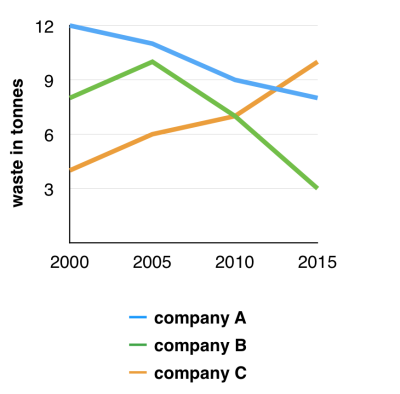 12
9
6
3
waste in tonnes
2000 2005 2010 2015
company A
company B
company C